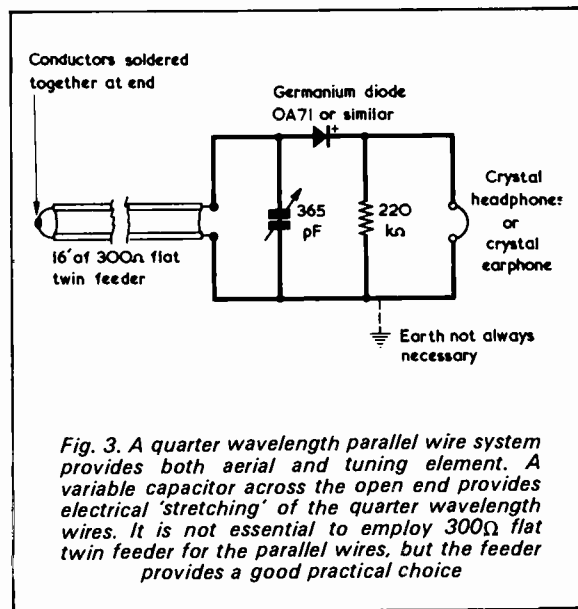 Conductors soldered
together at end
Germanium diode
OA71 or similar
+
365
pF
220
kΩ
Crystal
headphones
or
crystal
earphone
16' of 300Ω flat
twin feeder
Earth not always
necessary
Fig. 3. A quarter wavelength parallel wire system
provides both aerial and tuning element. A
variable capacitor across the open end provides
electrical 'stretching' of the quarter wavelength
wires. It is not essential to employ 300Ω flat
twin feeder for the parallel wires, but the feeder
provides a good practical choice